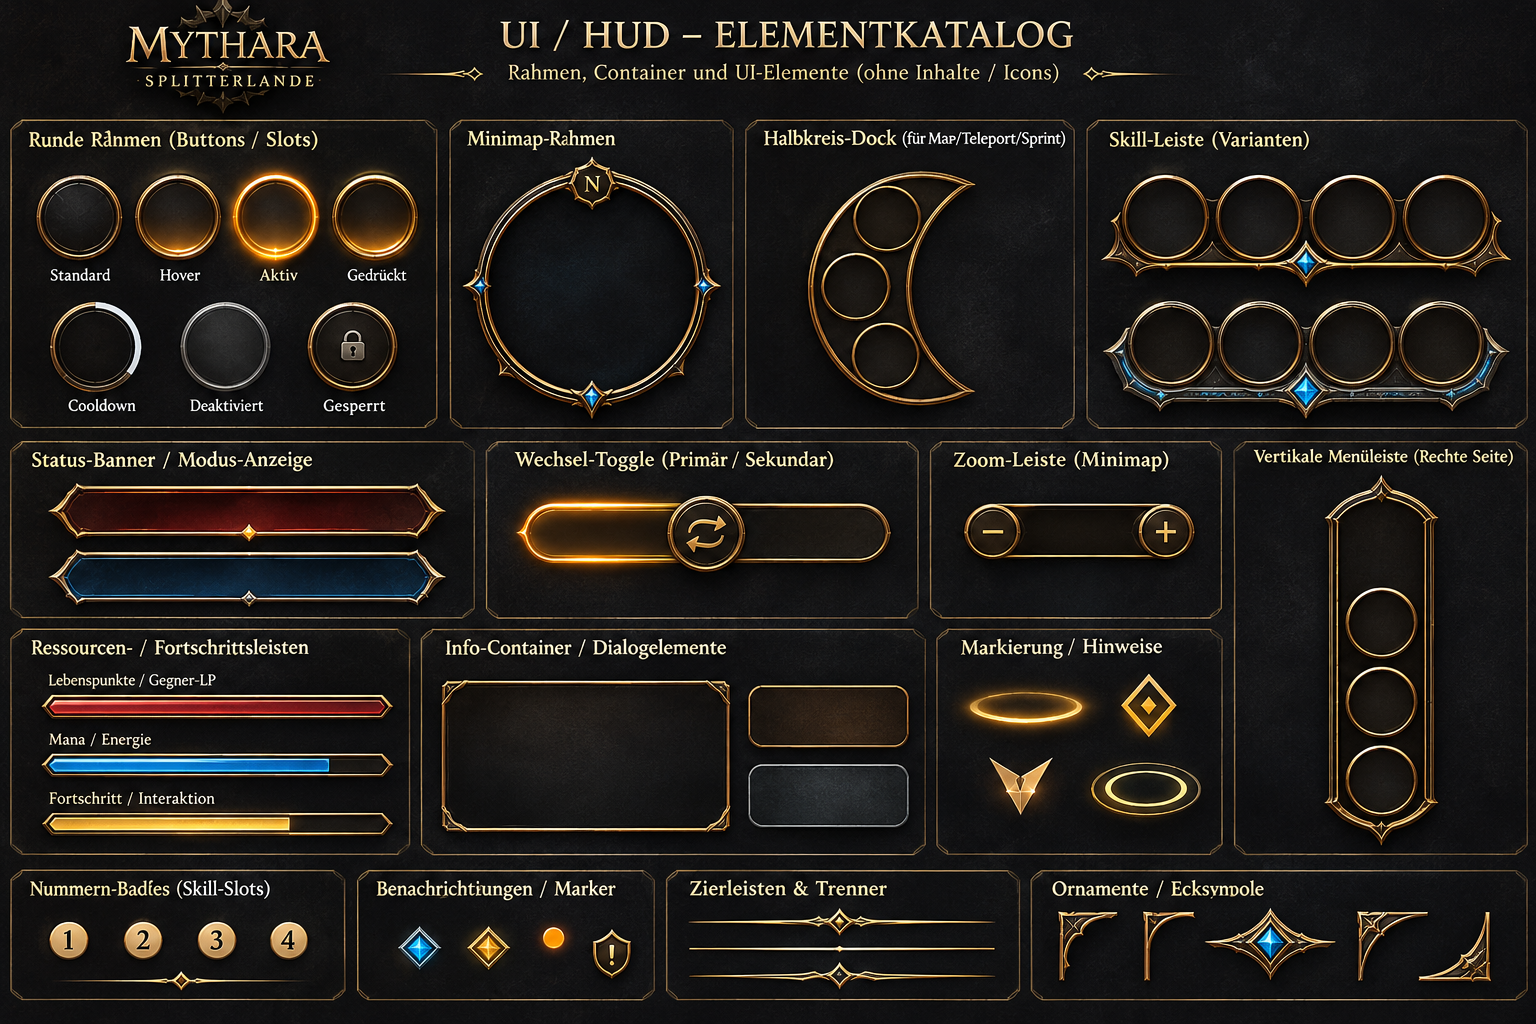 MYTHARA
SPLITTERLANDE
UI / HUD – ELEMENTKATALOG
Rahmen, Container und UI-Elemente (ohne Inhalte / Icons)
Runde Råhmen (Buttons / Slots)
Standard
Hover
Aktiv
Gedrückt
Cooldown
Deaktiviert
Gesperrt
Minimap-Rahmen
N
Halbkreis-Dock (für Map/Teleport/Sprint)
Skill-Leiste (Varianten)
Status-Banner / Modus-Anzeige
Wechsel-Toggle (Primär / Sekundar)
Zoom-Leiste (Minimap)
− +
Vertikale Menüleiste (Rechte Seite)
Ressourcen- / Fortschrittsleisten
Lebenspunkte / Gegner-LP
Mana / Energie
Fortschritt / Interaktion
Info-Container / Dialogelemente
Markierung / Hinweise
Nummern-Badſes (Skill-Slots)
1 2 3 4
Benachrichtiungen / Marker
!
Zierleisten & Trenner
Ornamente / Ecksympole